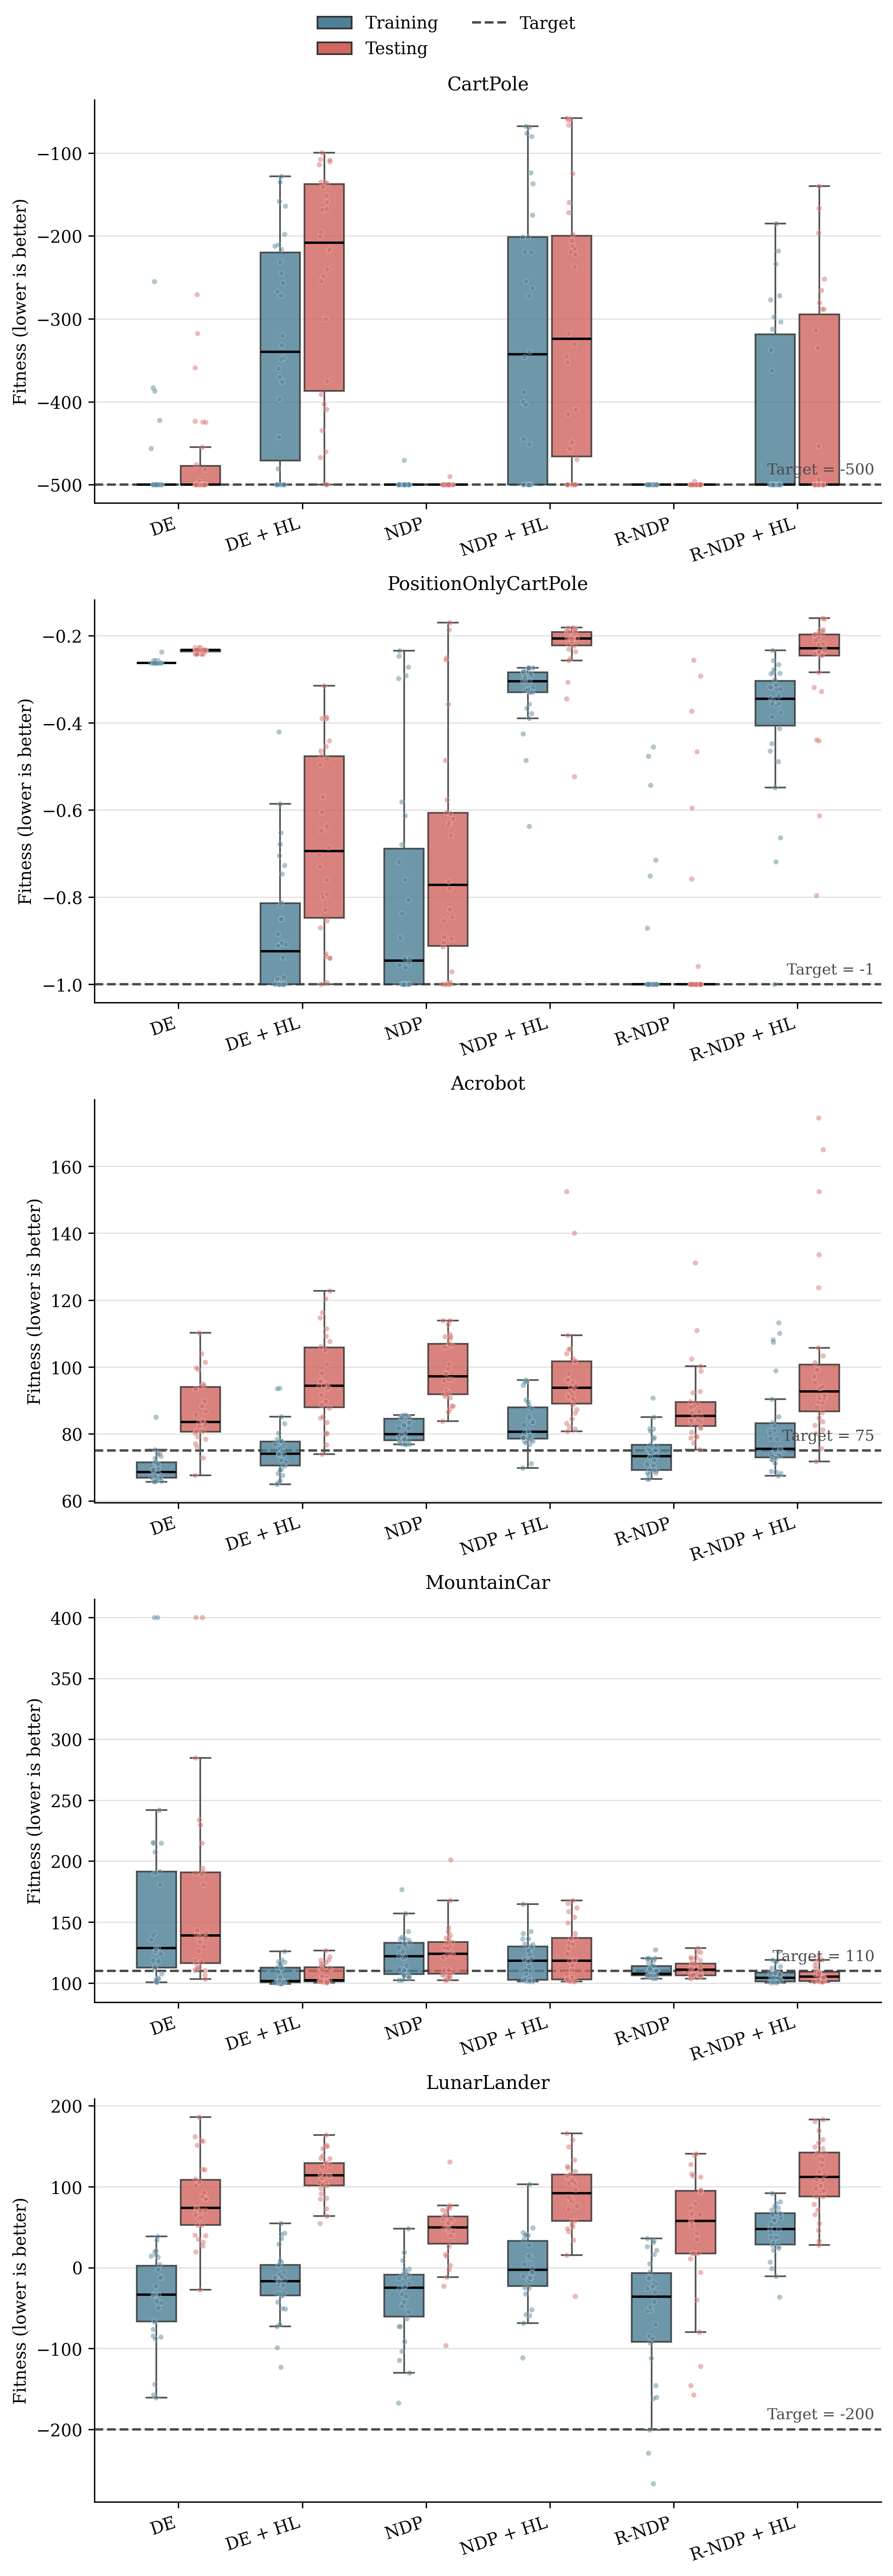 Training
Testing
Target
CartPole
Fitness (lower is better)
−100
−200
−300
−400
−500
Target = -500
DE
DE + HL
NDP
NDP + HL
R-NDP
R-NDP + HL
PositionOnlyCartPole
Fitness (lower is better)
−0.2
−0.4
−0.6
−0.8
−1.0
Target = -1
DE
DE + HL
NDP
NDP + HL
R-NDP
R-NDP + HL
Acrobot
Fitness (lower is better)
160
140
120
100
80
60
Target = 75
DE
DE + HL
NDP
NDP + HL
R-NDP
R-NDP + HL
MountainCar
Fitness (lower is better)
400
350
300
250
200
150
100
Target = 110
DE
DE + HL
NDP
NDP + HL
R-NDP
R-NDP + HL
LunarLander
Fitness (lower is better)
200
100
0
−100
−200
Target = -200
DE
DE + HL
NDP
NDP + HL
R-NDP
R-NDP + HL